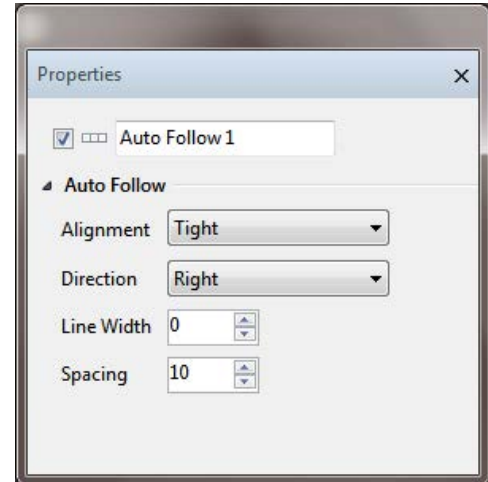 Properties
Auto Follow 1
Auto Follow
Alignment Tight
Direction Right
Line Width 0
Spacing 10